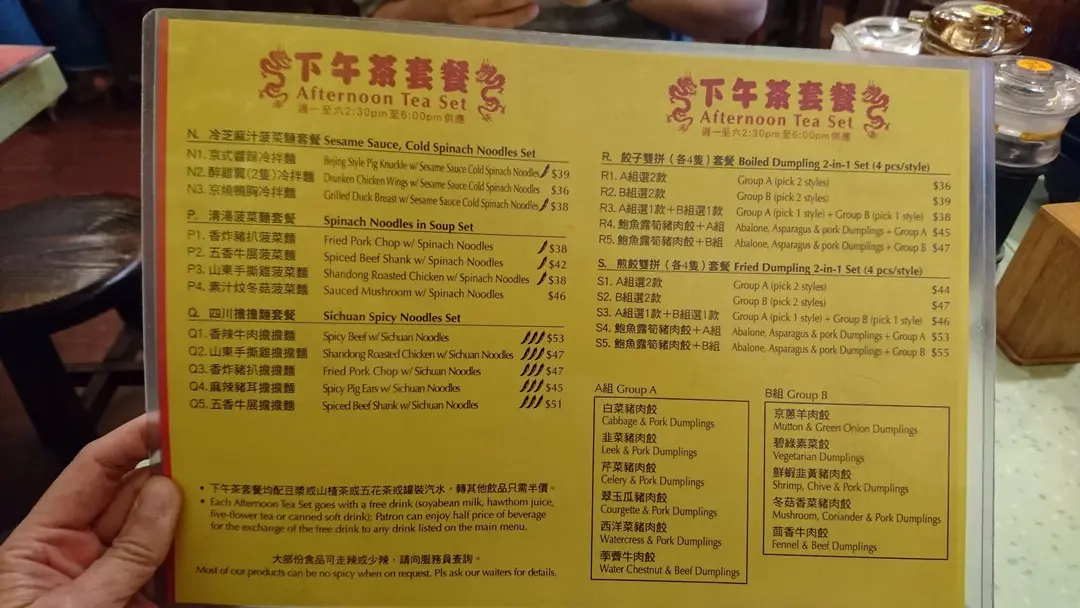 下午茶套餐
Afternoon Tea Set
週一至六2:30pm至6:00pm供應
N. 冷芝麻汁菠菜麵套餐 Sesame Sauce, Cold Spinach Noodles Set
N1. 京式醬蹄冷拌麵 Bejing Style Pig Knuckle w/ Sesame Sauce Cold Spinach Noodles $39
N2. 醉雞翼(2隻)冷拌麵 Drunken Chicken Wings w/ Sesame Sauce Cold Spinach Noodles $36
N3. 京燒鴨胸冷拌麵 Grilled Duck Breast w/ Sesame Sauce Cold Spinach Noodles $38
P. 清湯菠菜麵套餐 Spinach Noodles in Soup Set
P1. 香炸豬扒菠菜麵 Fried Pork Chop w/ Spinach Noodles $38
P2. 五香牛展菠菜麵 Spiced Beef Shank w/ Spinach Noodles $42
P3. 山東手撕雞菠菜麵 Shandong Roasted Chicken w/ Spinach Noodles $38
P4. 素汁炆冬菇菠菜麵 Sauced Mushroom w/ Spinach Noodles $46
Q. 四川擔擔麵套餐 Sichuan Spicy Noodles Set
Q1. 香辣牛肉擔擔麵 Spicy Beef w/ Sichuan Noodles $53
Q2. 山東手撕雞擔擔麵 Shandong Roasted Chicken w/ Sichuan Noodles $47
Q3. 香炸豬扒擔擔麵 Fried Pork Chop w/ Sichuan Noodles $47
Q4. 麻辣豬耳擔擔麵 Spicy Pig Ears w/ Sichuan Noodles $45
Q5. 五香牛展擔擔麵 Spiced Beef Shank w/ Sichuan Noodles $51
• 下午茶套餐均配豆漿或山楂茶或五花茶或罐裝汽水。轉其他飲品只需半價。
• Each Afternoon Tea Set goes with a free drink (soyabean milk, hawthorn juice,
five-flower tea or canned soft drink); Patron can enjoy half price of beverage
for the exchange of the free drink to any drink listed on the main menu.
大部份食品可走辣或少辣，請向服務員查詢。
Most of our products can be no spicy when on request. Pls ask our waiters for details.
下午茶套餐
Afternoon Tea Set
週一至六2:30pm至6:00pm供應
R. 餃子雙拼（各4隻）套餐 Boiled Dumpling 2-in-1 Set (4 pcs/style)
R1. A組選2款 Group A (pick 2 styles) $36
R2. B組選2款 Group B (pick 2 styles) $39
R3. A組選1款＋B組選1款 Group A (pick 1 style) + Group B (pick 1 style) $38
R4. 鮑魚露筍豬肉餃＋A組 Abalone, Asparagus & pork Dumplings + Group A $45
R5. 鮑魚露筍豬肉餃＋B組 Abalone, Asparagus & pork Dumplings + Group B $47
S. 煎餃雙拼（各4隻）套餐 Fried Dumpling 2-in-1 Set (4 pcs/style)
S1. A組選2款 Group A (pick 2 styles) $44
S2. B組選2款 Group B (pick 2 styles) $47
S3. A組選1款＋B組選1款 Group A (pick 1 style) + Group B (pick 1 style) $46
S4. 鮑魚露筍豬肉餃＋A組 Abalone, Asparagus & pork Dumplings + Group A $53
S5. 鮑魚露筍豬肉餃＋B組 Abalone, Asparagus & pork Dumplings + Group B $55
A組 Group A
白菜豬肉餃
Cabbage & Pork Dumplings
韭菜豬肉餃
Leek & Pork Dumplings
芹菜豬肉餃
Celery & Pork Dumplings
翠玉瓜豬肉餃
Courgette & Pork Dumplings
西洋菜豬肉餃
Watercress & Pork Dumplings
荸薺牛肉餃
Water Chestnut & Beef Dumplings
B組 Group B
京蔥羊肉餃
Mutton & Green Onion Dumplings
碧綠素菜餃
Vegetarian Dumplings
鮮蝦韭黃豬肉餃
Shrimp, Chive & Pork Dumplings
冬菇香菜豬肉餃
Mushroom, Coriander & Pork Dumplings
茴香牛肉餃
Fennel & Beef Dumplings